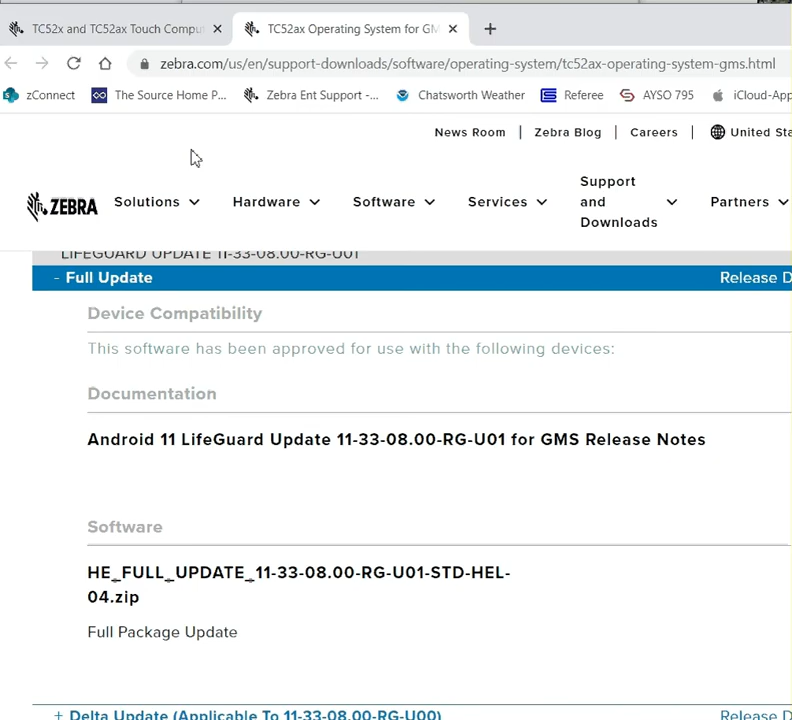 TC52x and TC52ax Touch Compu
TC52ax Operating System for GM
zebra.com/us/en/support-downloads/software/operating-system/tc52ax-operating-system-gms.html
zConnect
The Source Home P...
Zebra Ent Support -...
Chatsworth Weather
Referee
AYSO 795
iCloud-App
News Room | Zebra Blog | Careers | United Sta
ZEBRA
Solutions
Hardware
Software
Services
Support
and
Downloads
Partners
LIFEGUARD UPDATE 11-33-08.00-RG-U01
- Full Update
Release D
Device Compatibility
This software has been approved for use with the following devices:
Documentation
Android 11 LifeGuard Update 11-33-08.00-RG-U01 for GMS Release Notes
Software
HE_FULL_UPDATE_11-33-08.00-RG-U01-STD-HEL-
04.zip
Full Package Update
+ Delta Update (Applicable To 11-33-08.00-RG-U00)
Release D